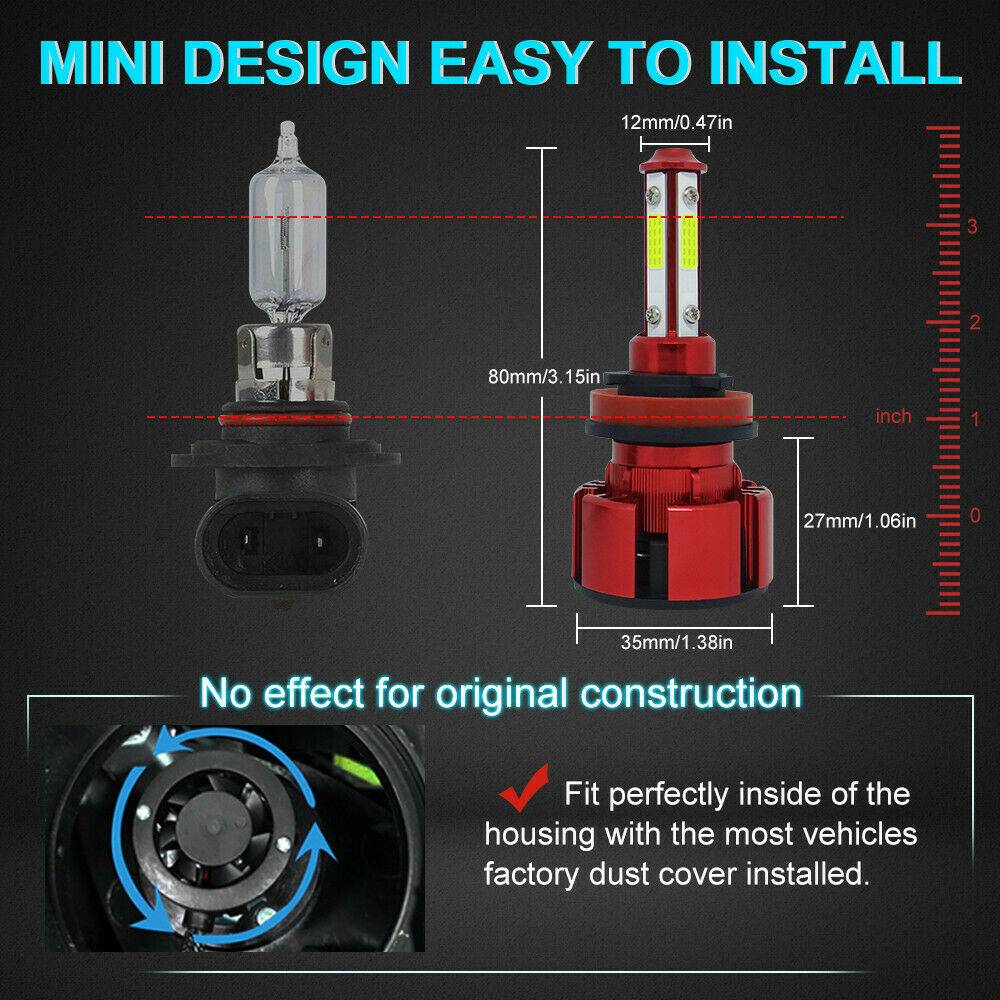 MINI DESIGN EASY TO INSTALL
12mm/0.47in
3
2
80mm/3.15in
inch
1
27mm/1.06in
0
35mm/1.38in
No effect for original construction
Fit perfectly inside of the
housing with the most vehicles
factory dust cover installed.